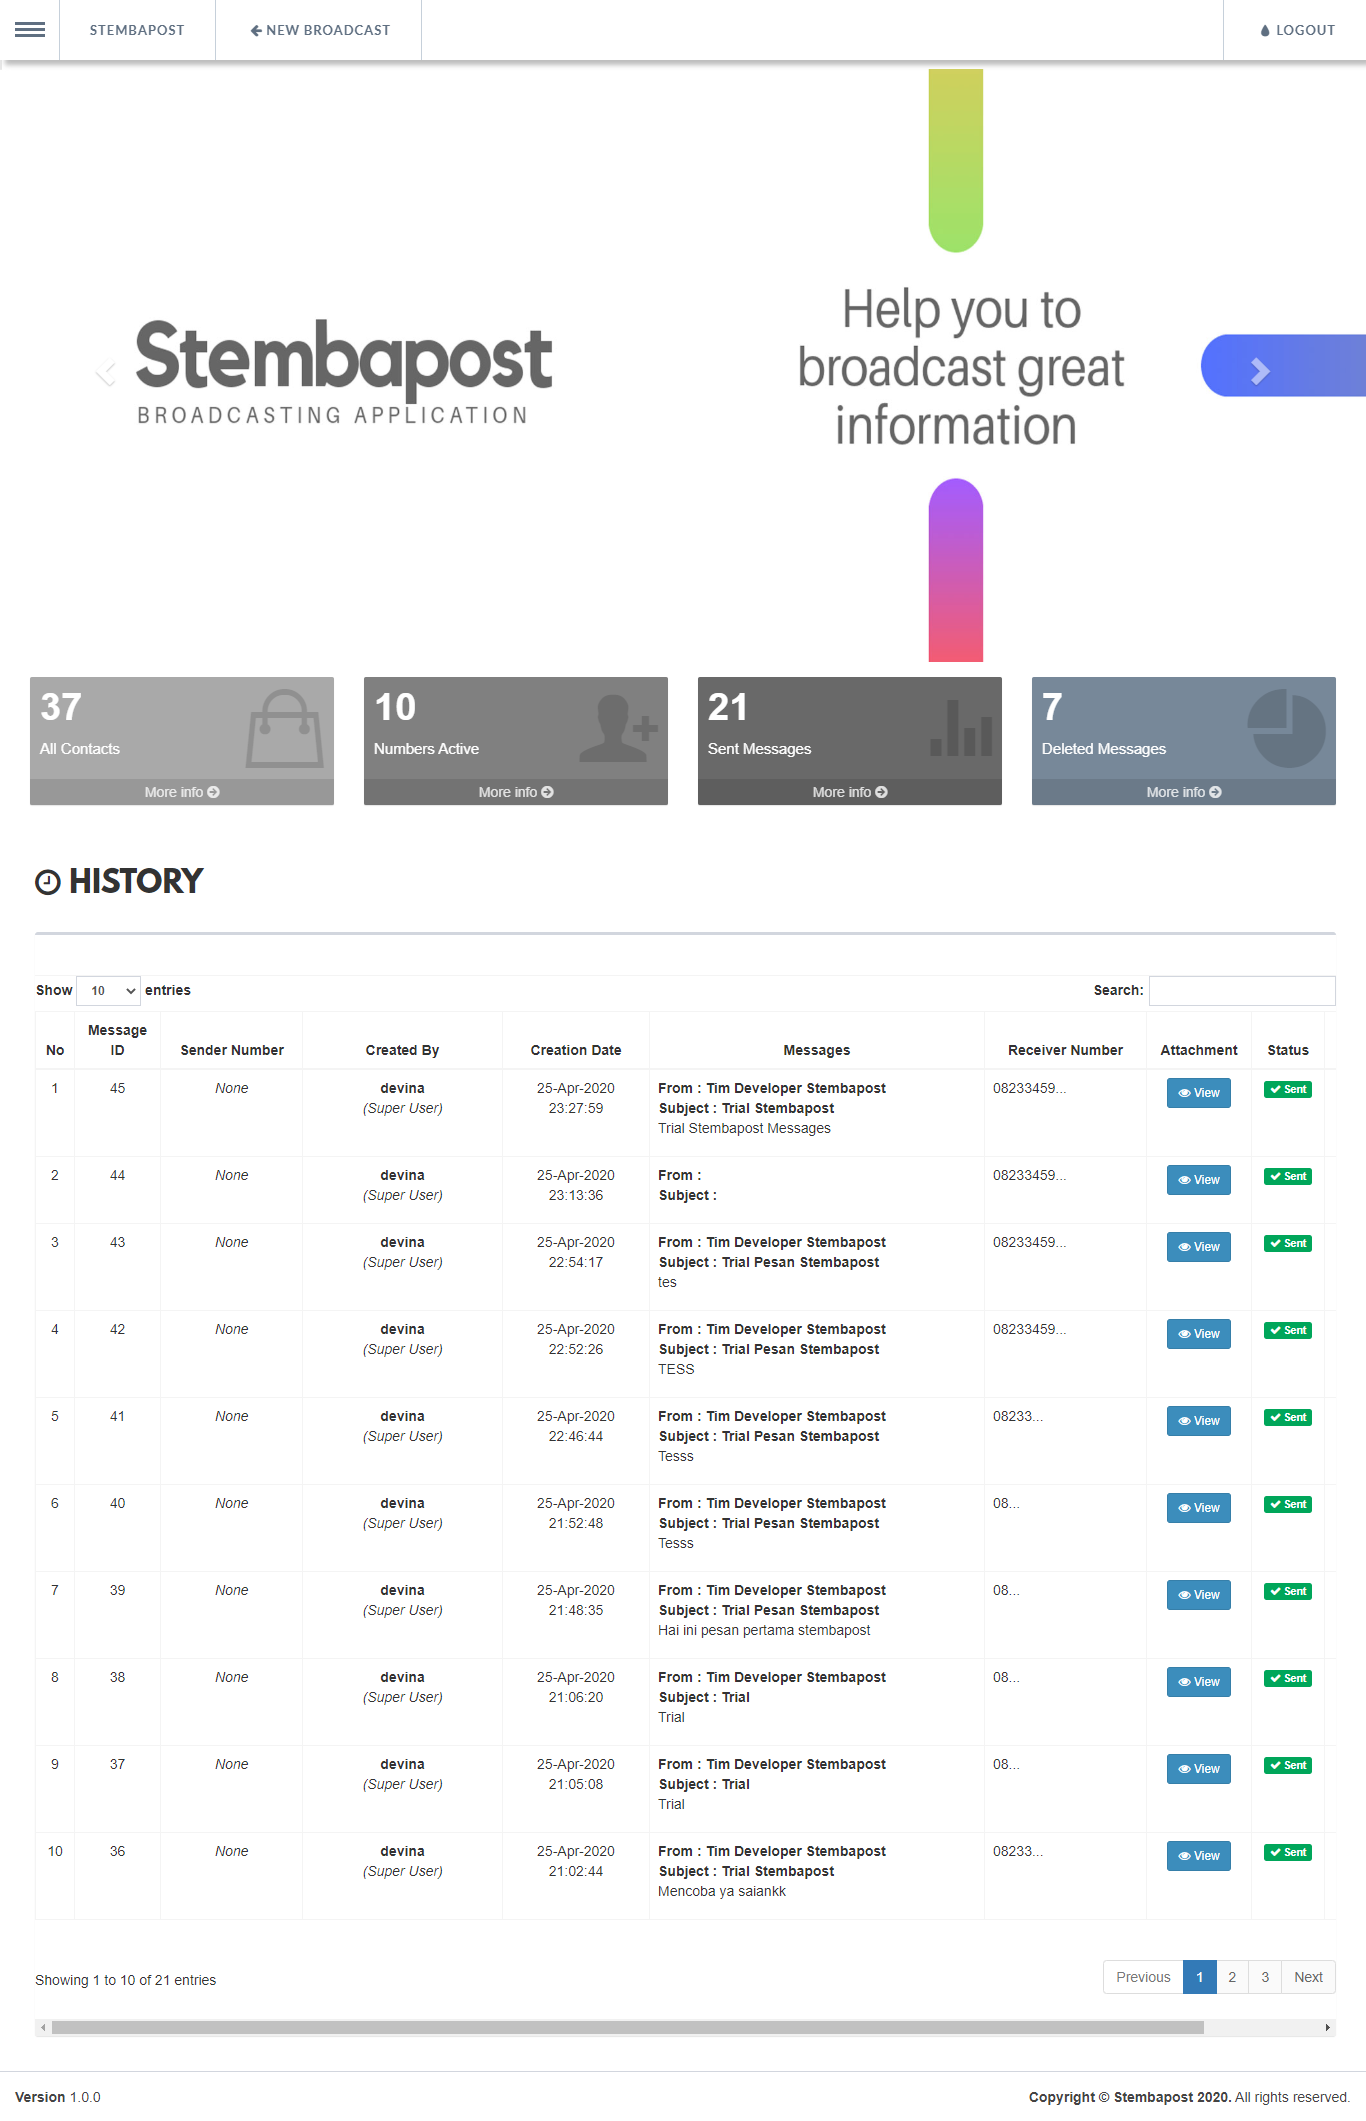 STEMBAPOST
NEW BROADCAST
LOGOUT
Stembapost
BROADCASTING APPLICATION
Help you to
broadcast great
information
37
All Contacts
More info
10
Numbers Active
More info
21
Sent Messages
More info
7
Deleted Messages
More info
HISTORY
Show 10 entries
Search:
No Message ID Sender Number Created By Creation Date Messages Receiver Number Attachment Status
1 45 None devina 25-Apr-2020 From : Tim Developer Stembapost 08233459... View Sent
(Super User) 23:27:59 Subject : Trial Stembapost
Trial Stembapost Messages
2 44 None devina 25-Apr-2020 From : 08233459... View Sent
(Super User) 23:13:36 Subject :
3 43 None devina 25-Apr-2020 From : Tim Developer Stembapost 08233459... View Sent
(Super User) 22:54:17 Subject : Trial Pesan Stembapost
tes
4 42 None devina 25-Apr-2020 From : Tim Developer Stembapost 08233459... View Sent
(Super User) 22:52:26 Subject : Trial Pesan Stembapost
TESS
5 41 None devina 25-Apr-2020 From : Tim Developer Stembapost 08233... View Sent
(Super User) 22:46:44 Subject : Trial Pesan Stembapost
Tesss
6 40 None devina 25-Apr-2020 From : Tim Developer Stembapost 08... View Sent
(Super User) 21:52:48 Subject : Trial Pesan Stembapost
Tesss
7 39 None devina 25-Apr-2020 From : Tim Developer Stembapost 08... View Sent
(Super User) 21:48:35 Subject : Trial Pesan Stembapost
Hai ini pesan pertama stembapost
8 38 None devina 25-Apr-2020 From : Tim Developer Stembapost 08... View Sent
(Super User) 21:06:20 Subject : Trial
Trial
9 37 None devina 25-Apr-2020 From : Tim Developer Stembapost 08... View Sent
(Super User) 21:05:08 Subject : Trial
Trial
10 36 None devina 25-Apr-2020 From : Tim Developer Stembapost 08233... View Sent
(Super User) 21:02:44 Subject : Trial Stembapost
Mencoba ya saiankk
Showing 1 to 10 of 21 entries
Previous 1 2 3 Next
Version 1.0.0
Copyright © Stembapost 2020. All rights reserved.